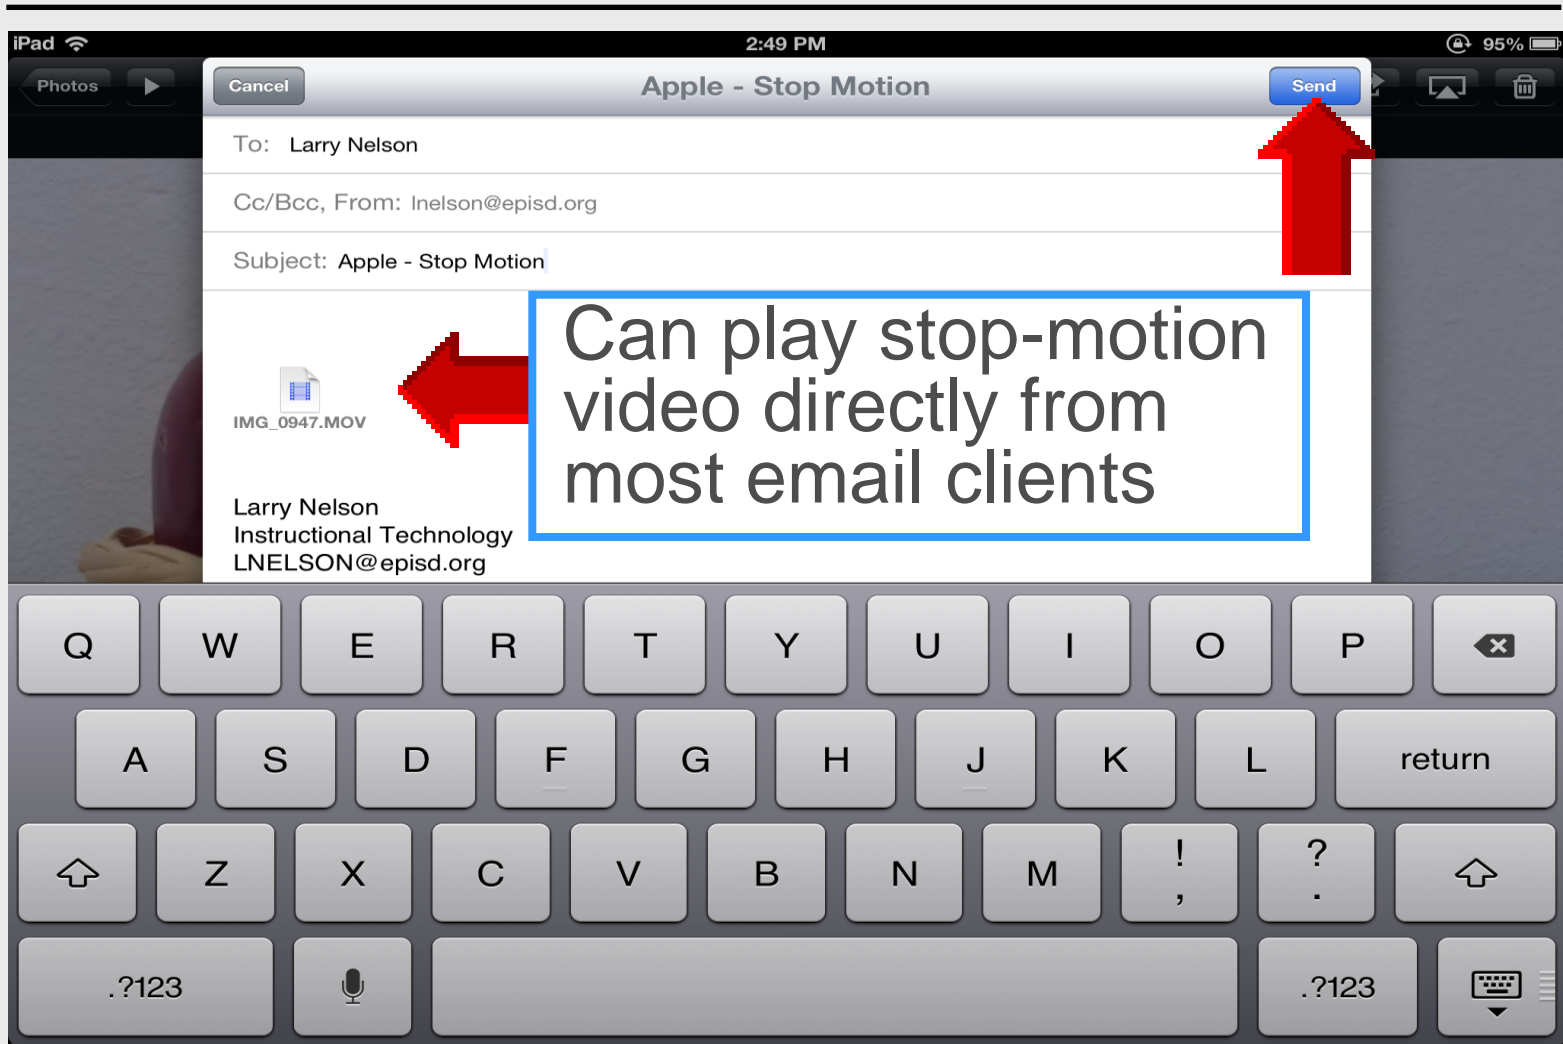 iPad 2:49 PM 95%
Photos Cancel Apple - Stop Motion Send
To: Larry Nelson
Cc/Bcc, From: lnelson@episd.org
Subject: Apple - Stop Motion
Can play stop-motion
video directly from
most email clients
IMG_0947.MOV
Larry Nelson
Instructional Technology
LNELSON@episd.org
Q W E R T Y U I O P
A S D F G H J K L return
Z X C V B N M ! , ? .
.?123 .?123